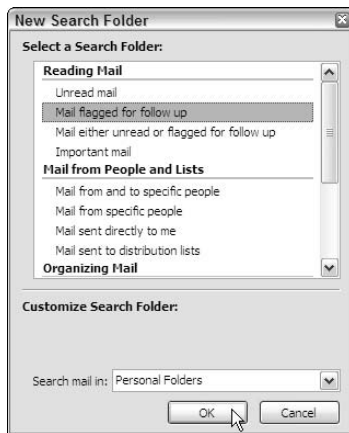 New Search Folder
Select a Search Folder:
Reading Mail
Unread mail
Mail flagged for follow up
Mail either unread or flagged for follow up
Important mail
Mail from People and Lists
Mail from and to specific people
Mail from specific people
Mail sent directly to me
Mail sent to distribution lists
Organizing Mail
Customize Search Folder:
Search mail in: Personal Folders
OK Cancel